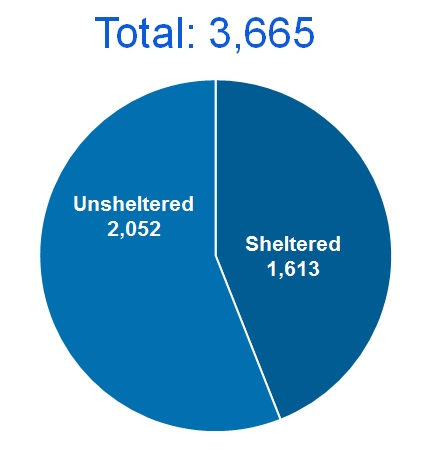 Total: 3,665
Unsheltered
2,052
Sheltered
1,613